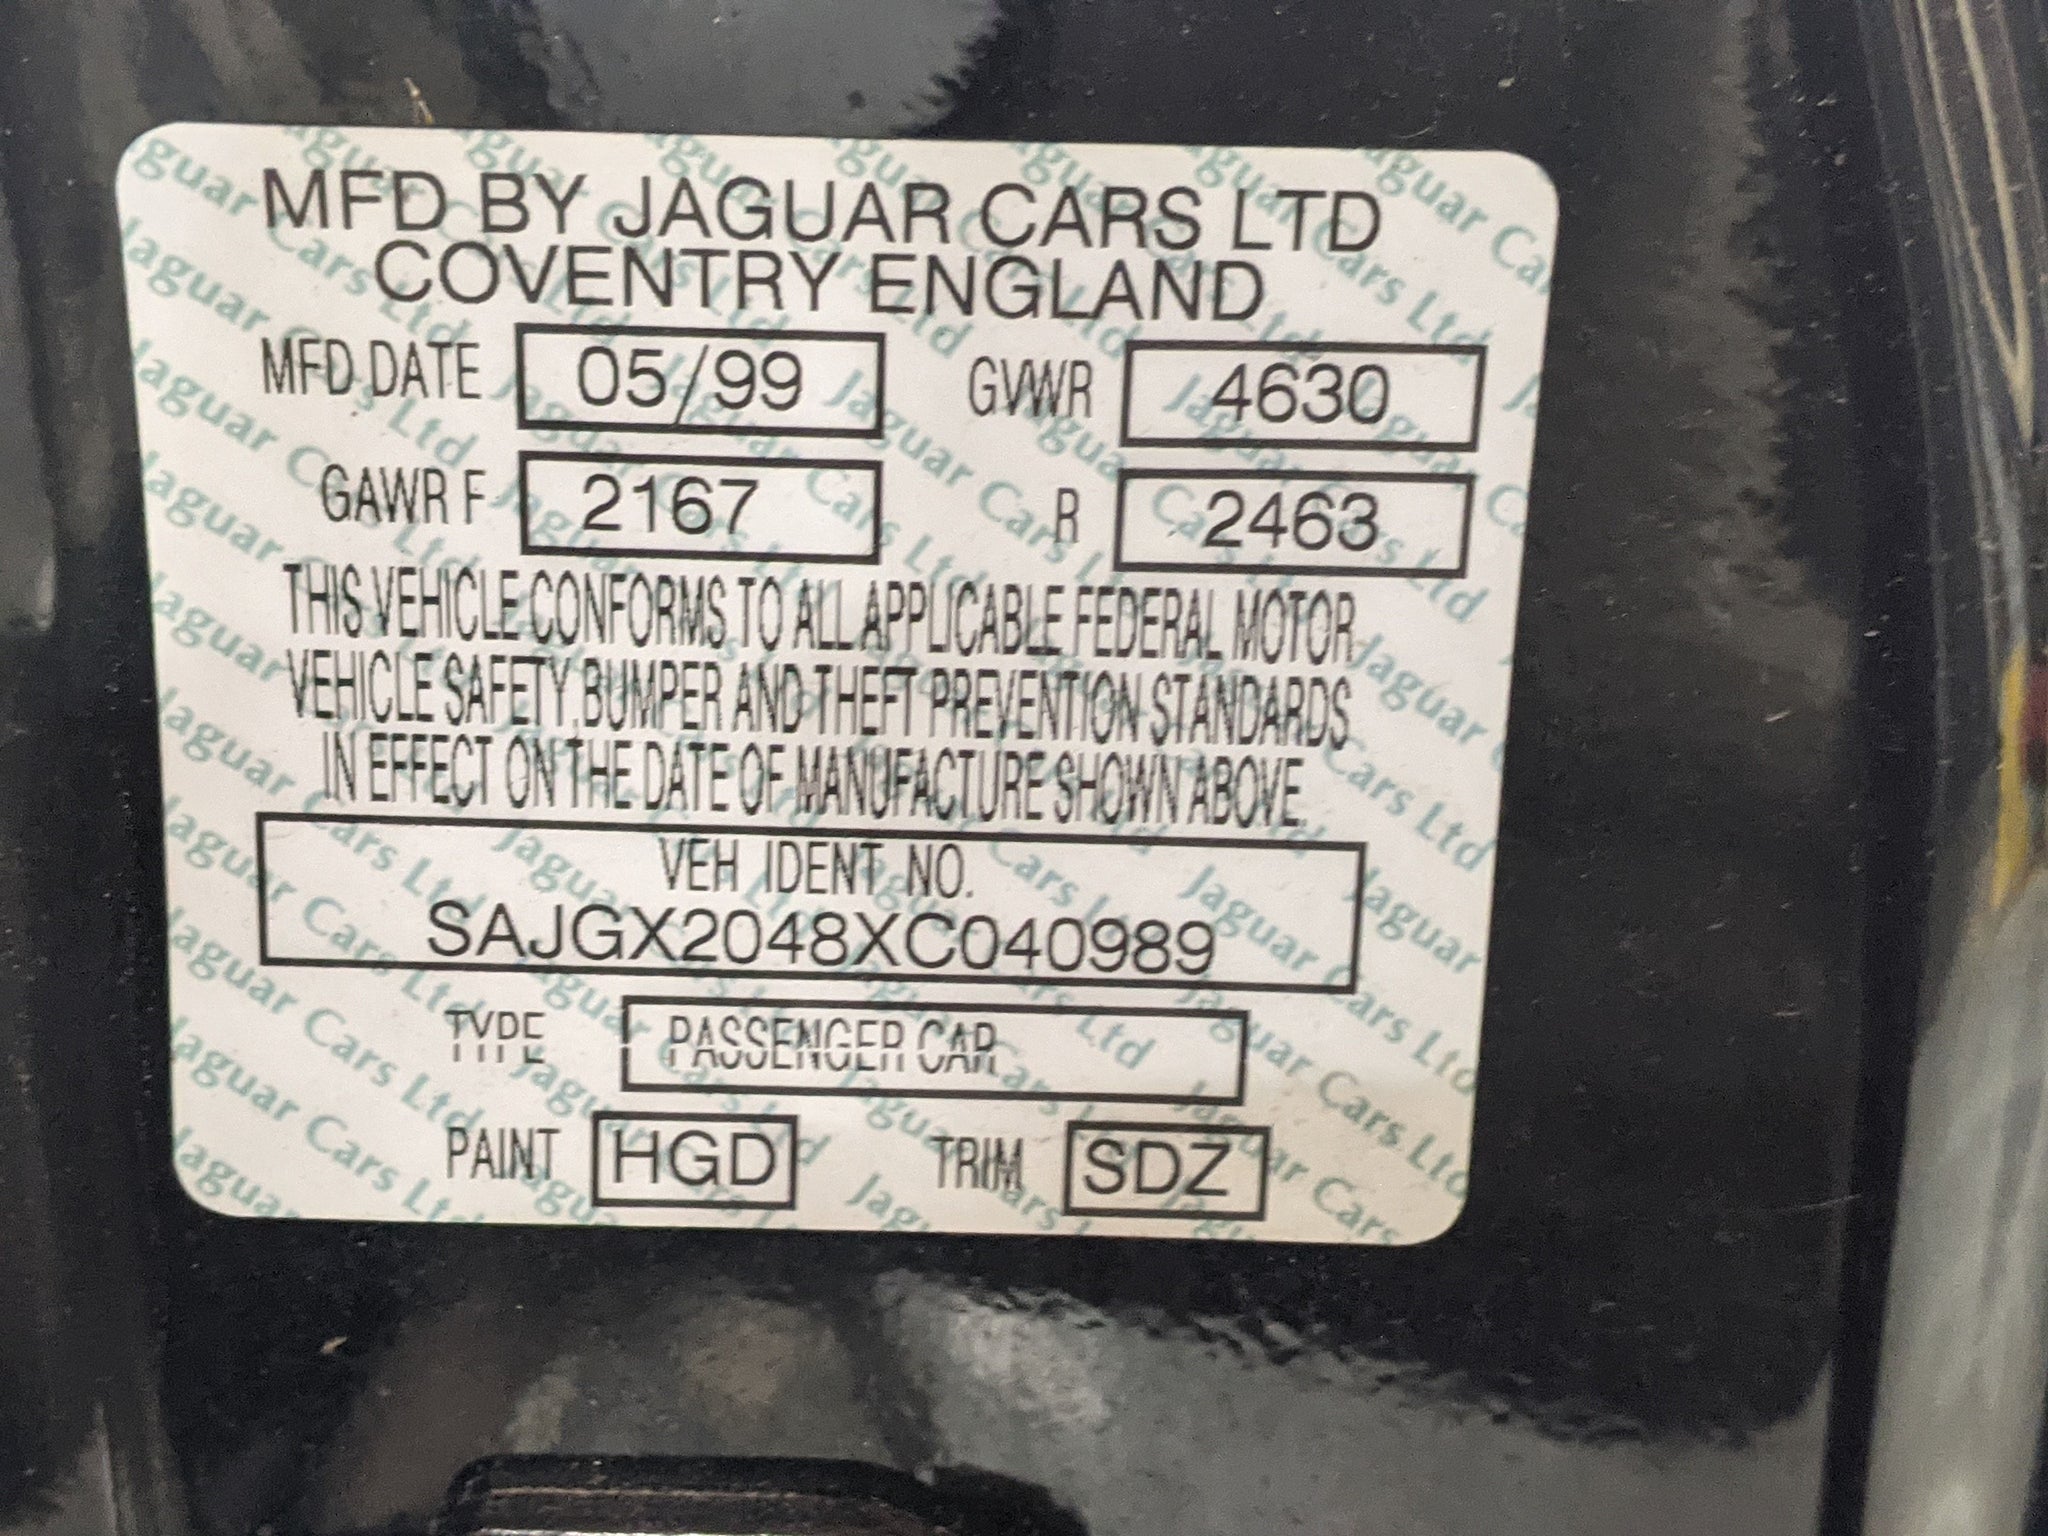 MFD BY JAGUAR CARS LTD
COVENTRY ENGLAND
MFD DATE 05/99 GVWR 4630
GAWR F 2167 R 2463
THIS VEHICLE CONFORMS TO ALL APPLICABLE FEDERAL MOTOR
VEHICLE SAFETY, BUMPER AND THEFT PREVENTION STANDARDS
IN EFFECT ON THE DATE OF MANUFACTURE SHOWN ABOVE.
VEH IDENT NO.
SAJGX2048XC040989
TYPE PASSENGER CAR
PAINT HGD TRIM SDZ